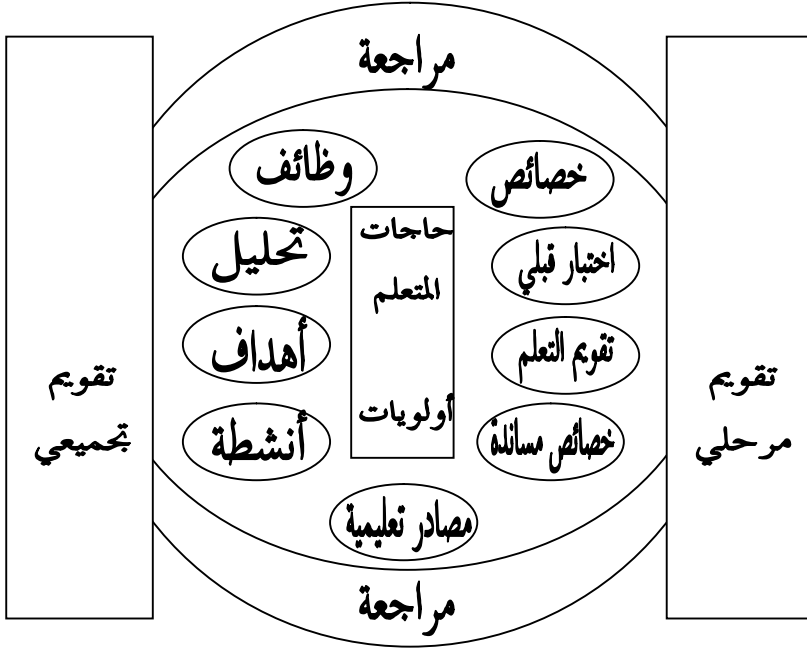 مراجعة
خصائص
وظائف
اختبار قبلي
تحليل
تقويم التعلم
أهداف
خصائص مساندة
أنشطة
مصادر تعليمية
حاجات
المتعلم
أولويات
تقويم
مرحلي
تقويم
تجميعي
مراجعة